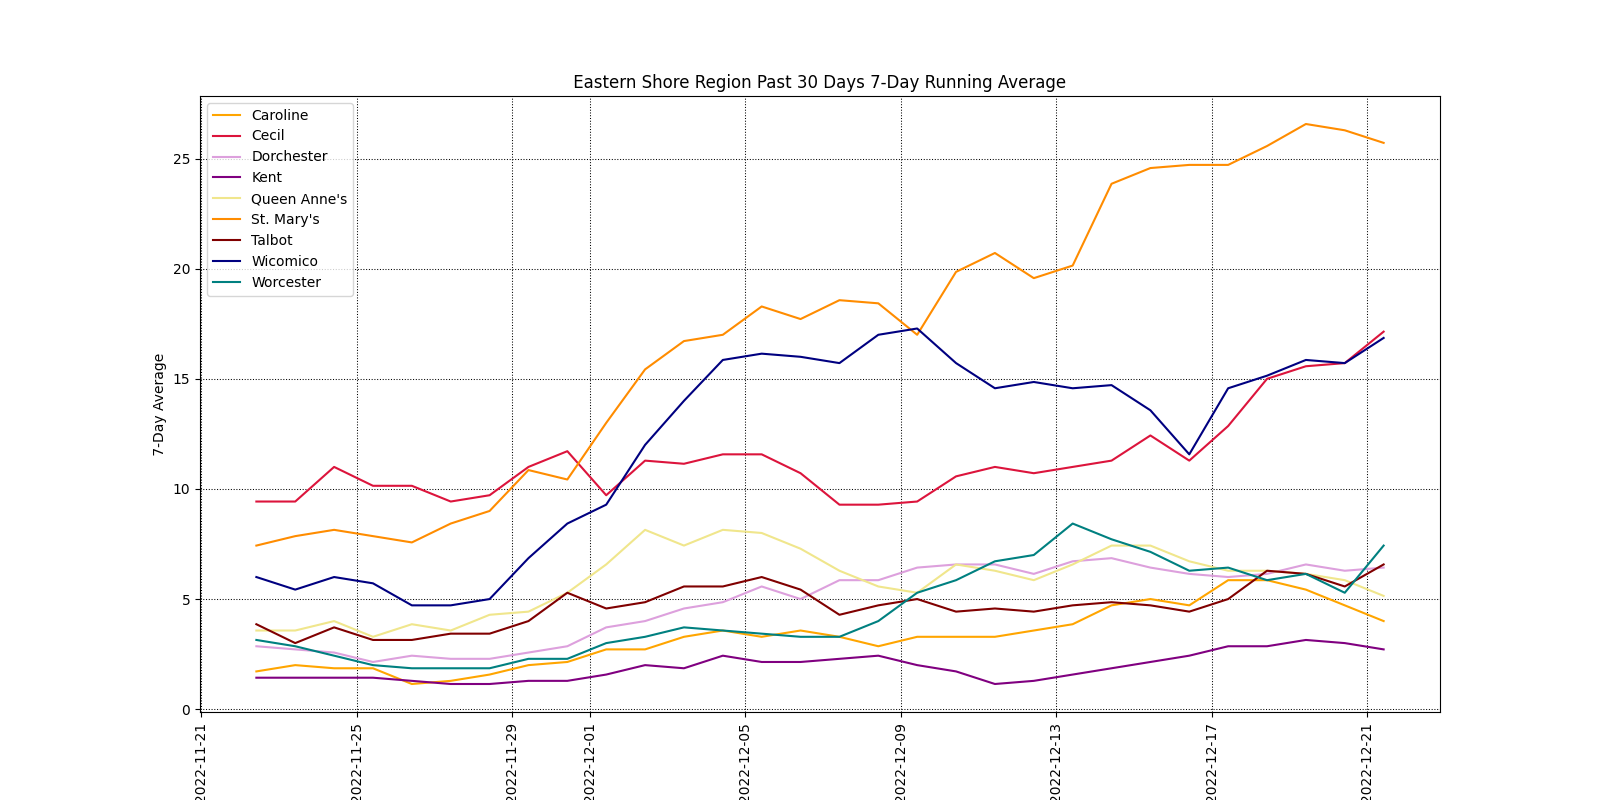 Eastern Shore Region Past 30 Days 7-Day Running Average
Caroline
Cecil
Dorchester
Kent
Queen Anne's
St. Mary's
Talbot
Wicomico
Worcester
7-Day Average
25
20
15
10
5
0
2022-11-21
2022-11-25
2022-11-29
2022-12-01
2022-12-05
2022-12-09
2022-12-13
2022-12-17
2022-12-21